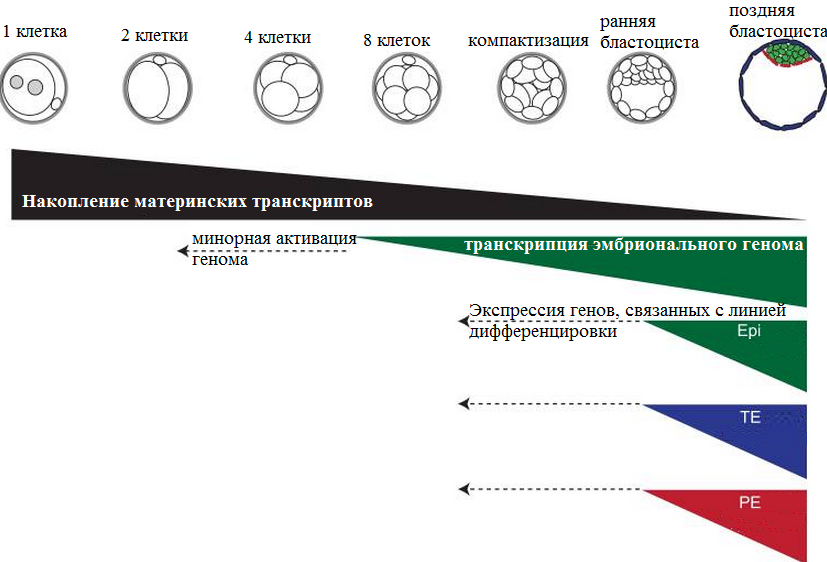 1 клетка
2 клетки
4 клетки
8 клеток
компактизация
ранняя
бластоциста
поздняя
бластоциста
Накопление материнских транскриптов
минорная активация
генома
транскрипция эмбрионального генома
Экспрессия генов, связанных с линией
дифференцировки
Epi
TE
PE